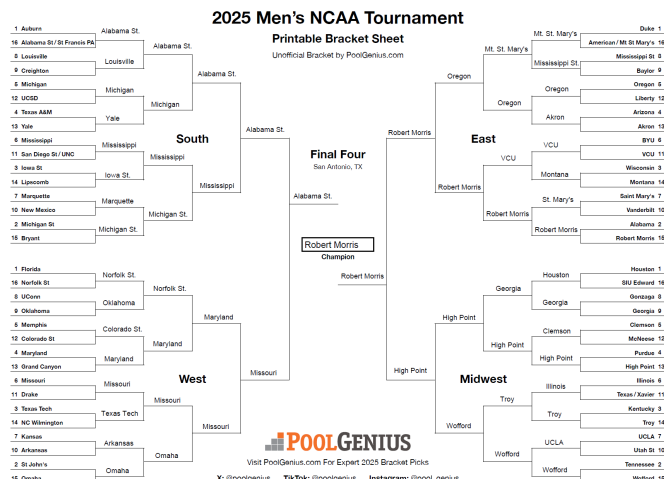 2025 Men's NCAA Tournament
Printable Bracket Sheet
Unofficial Bracket by PoolGenius.com
1 Auburn
16 Alabama St / St Francis PA
8 Louisville
9 Creighton
5 Michigan
12 UCSD
4 Texas A&M
13 Yale
6 Mississippi
11 San Diego St / UNC
3 Iowa St
14 Lipscomb
7 Marquette
10 New Mexico
2 Michigan St
15 Bryant
Alabama St.
Louisville
Michigan
Yale
Mississippi
Iowa St.
Marquette
Michigan St.
Alabama St.
Michigan
Mississippi
Michigan St.
Alabama St.
Mississippi
Alabama St.
South
1 Florida
16 Norfolk St
8 UConn
9 Oklahoma
5 Memphis
12 Colorado St
4 Maryland
13 Grand Canyon
6 Missouri
11 Drake
3 Texas Tech
14 NC Wilmington
7 Kansas
10 Arkansas
2 St John's
15 Omaha
Norfolk St.
Oklahoma
Colorado St.
Maryland
Missouri
Texas Tech
Arkansas
Omaha
Norfolk St.
Maryland
Missouri
Omaha
Maryland
Missouri
Missouri
West
Final Four
San Antonio, TX
Alabama St.
Robert Morris
Champion
Robert Morris
Duke 1
American / Mt St Mary's 16
Mississippi St 8
Baylor 9
Oregon 5
Liberty 12
Arizona 4
Akron 13
BYU 6
VCU 11
Wisconsin 3
Montana 14
Saint Mary's 7
Vanderbilt 10
Alabama 2
Robert Morris 15
Mt. St. Mary's
Mississippi St.
Oregon
Akron
VCU
Montana
St. Mary's
Robert Morris
Mt. St. Mary's
Oregon
VCU
Robert Morris
Oregon
Robert Morris
Robert Morris
East
Houston 1
SIU Edward 16
Gonzaga 8
Georgia 9
Clemson 5
McNeese 12
Purdue 4
High Point 13
Illinois 6
Texas / Xavier 11
Kentucky 3
Troy 14
UCLA 7
Utah St 10
Tennessee 2
Wofford 15
Houston
Georgia
Clemson
High Point
Illinois
Troy
UCLA
Wofford
Georgia
High Point
Troy
Wofford
High Point
Wofford
High Point
Midwest
POOLGENIUS
Visit PoolGenius.com For Expert 2025 Bracket Picks
X: @poolgenius TikTok: @poolgenius Instagram: @pool_genius